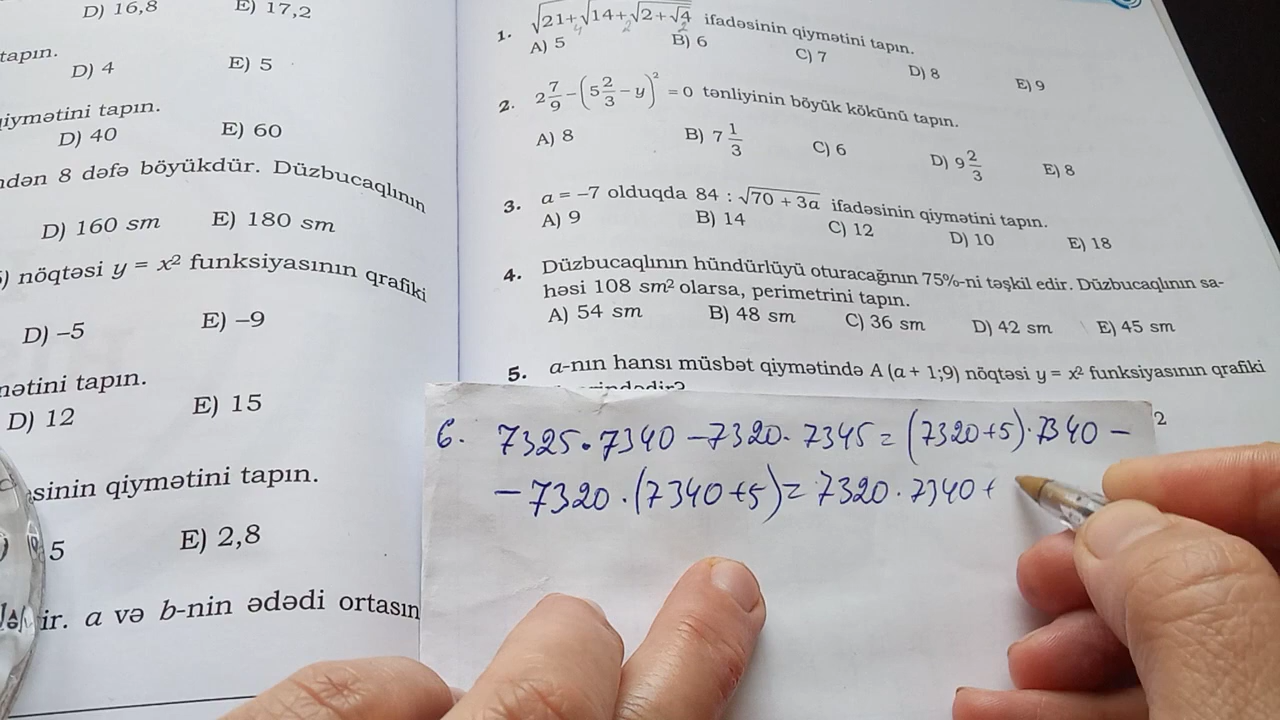 D) 16,8 E) 17,2
tapın.
D) 4 E) 5
qiymətini tapın.
D) 40 E) 60
ndən 8 dəfə böyükdür. Düzbucaqlının
D) 160 sm E) 180 sm
) nöqtəsi y = x² funksiyasının qrafiki
D) –5 E) –9
mətini tapın.
D) 12 E) 15
sinin qiymətini tapın.
5 E) 2,8
ir. a və b-nin ədədi ortasın
1. √21+√14+√2+√4 ifadəsinin qiymətini tapın.
A) 5 B) 6 C) 7 D) 8 E) 9
2. 2 7/9 – (5 2/3 – y)² = 0 tənliyinin böyük kökünü tapın.
A) 8 B) 7 1/3 C) 6 D) 9 2/3 E) 8
3. a = –7 olduqda 84 : √70 + 3a ifadəsinin qiymətini tapın.
A) 9 B) 14 C) 12 D) 10 E) 18
4. Düzbucaqlının hündürlüyü oturacağının 75%-ni təşkil edir. Düzbucaqlının sa-
həsi 108 sm² olarsa, perimetrini tapın.
A) 54 sm B) 48 sm C) 36 sm D) 42 sm E) 45 sm
5. a-nın hansı müsbət qiymətində A (a + 1;9) nöqtəsi y = x² funksiyasının qrafiki
2
6. 7325 · 7340 – 7320 · 7345 = (7320+5) · 7340 –
– 7320 · (7340+5) = 7320 · 7340 +